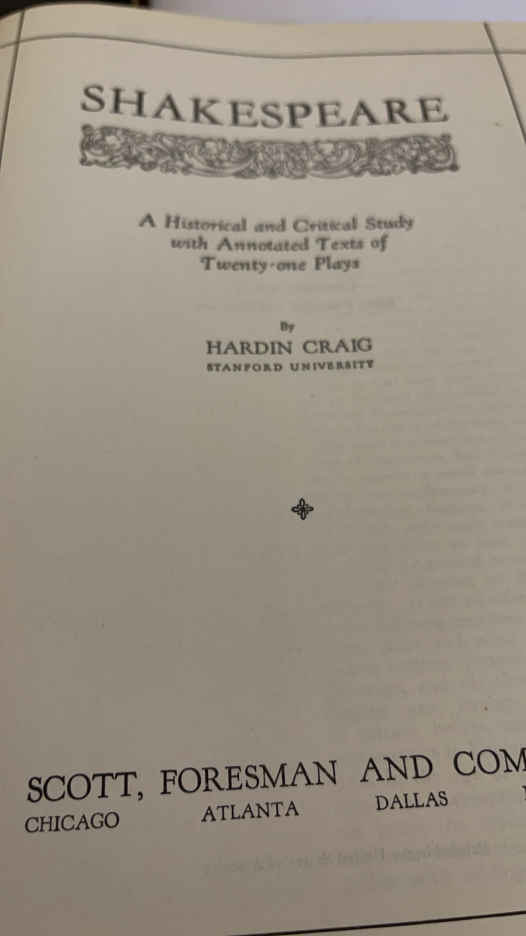 SHAKESPEARE
A Historical and Critical Study
with Annotated Texts of
Twenty-one Plays
By
HARDIN CRAIG
STANFORD UNIVERSITY
SCOTT, FORESMAN AND COM
CHICAGO ATLANTA DALLAS